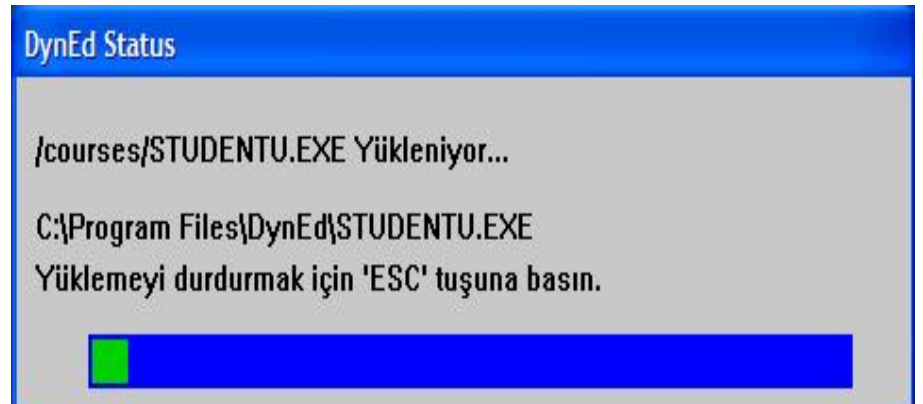 DynEd Status
/courses/STUDENTU.EXE Yükleniyor...
C:\Program Files\DynEd\STUDENTU.EXE
Yüklemeyi durdurmak için 'ESC' tuşuna basın.